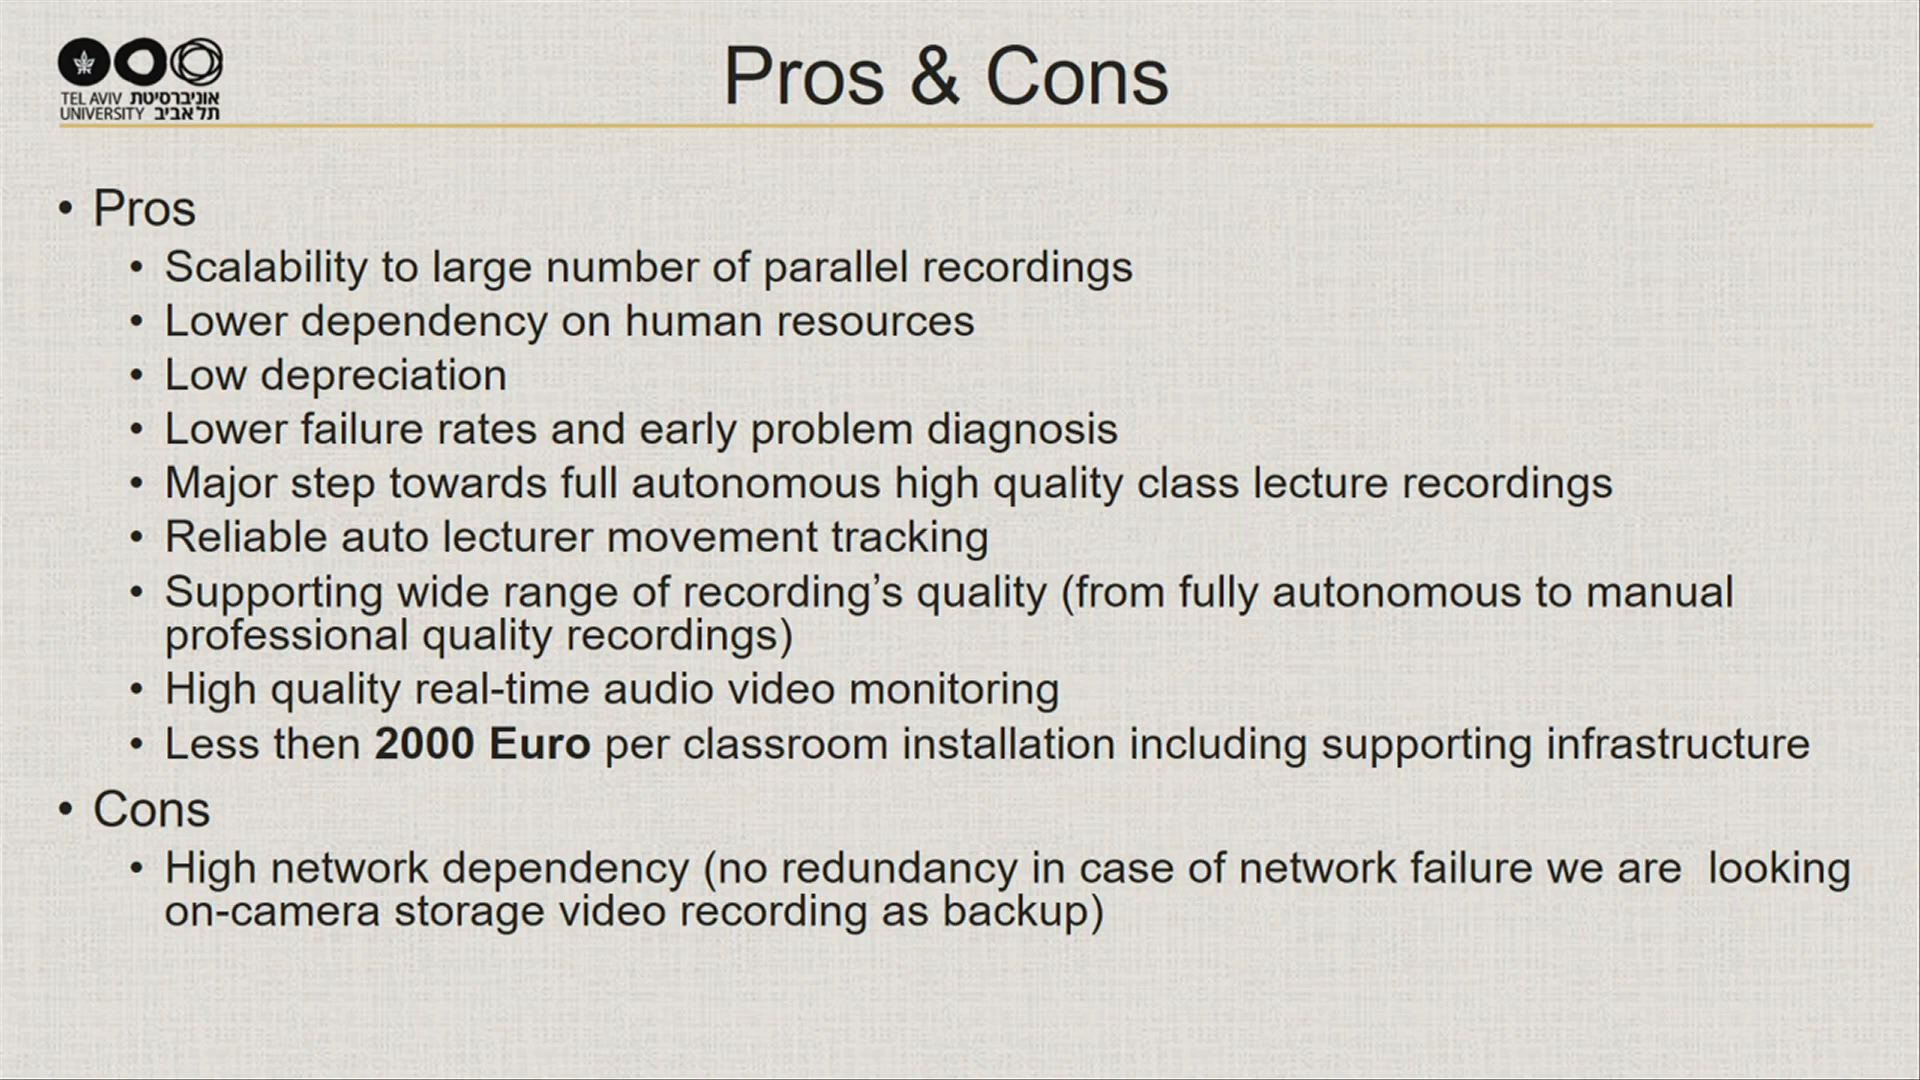 TEL AVIV אוניברסיטת
UNIVERSITY תל אביב
Pros & Cons
• Pros
• Scalability to large number of parallel recordings
• Lower dependency on human resources
• Low depreciation
• Lower failure rates and early problem diagnosis
• Major step towards full autonomous high quality class lecture recordings
• Reliable auto lecturer movement tracking
• Supporting wide range of recording’s quality (from fully autonomous to manual
professional quality recordings)
• High quality real-time audio video monitoring
• Less then 2000 Euro per classroom installation including supporting infrastructure
• Cons
• High network dependency (no redundancy in case of network failure we are  looking
on-camera storage video recording as backup)